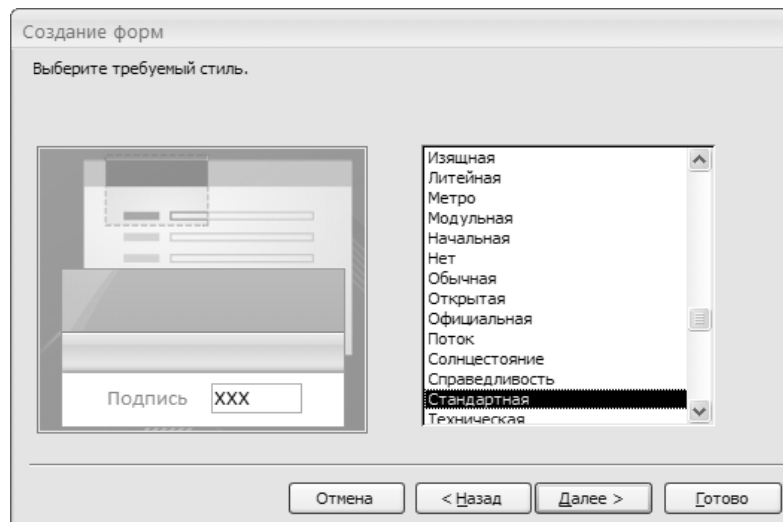 Создание форм
Выберите требуемый стиль.
Изящная
Литейная
Метро
Модульная
Начальная
Нет
Обычная
Открытая
Официальная
Поток
Солнцестояние
Справедливость
Стандартная
Техническая
Подпись XXX
Отмена < Назад Далее > Готово